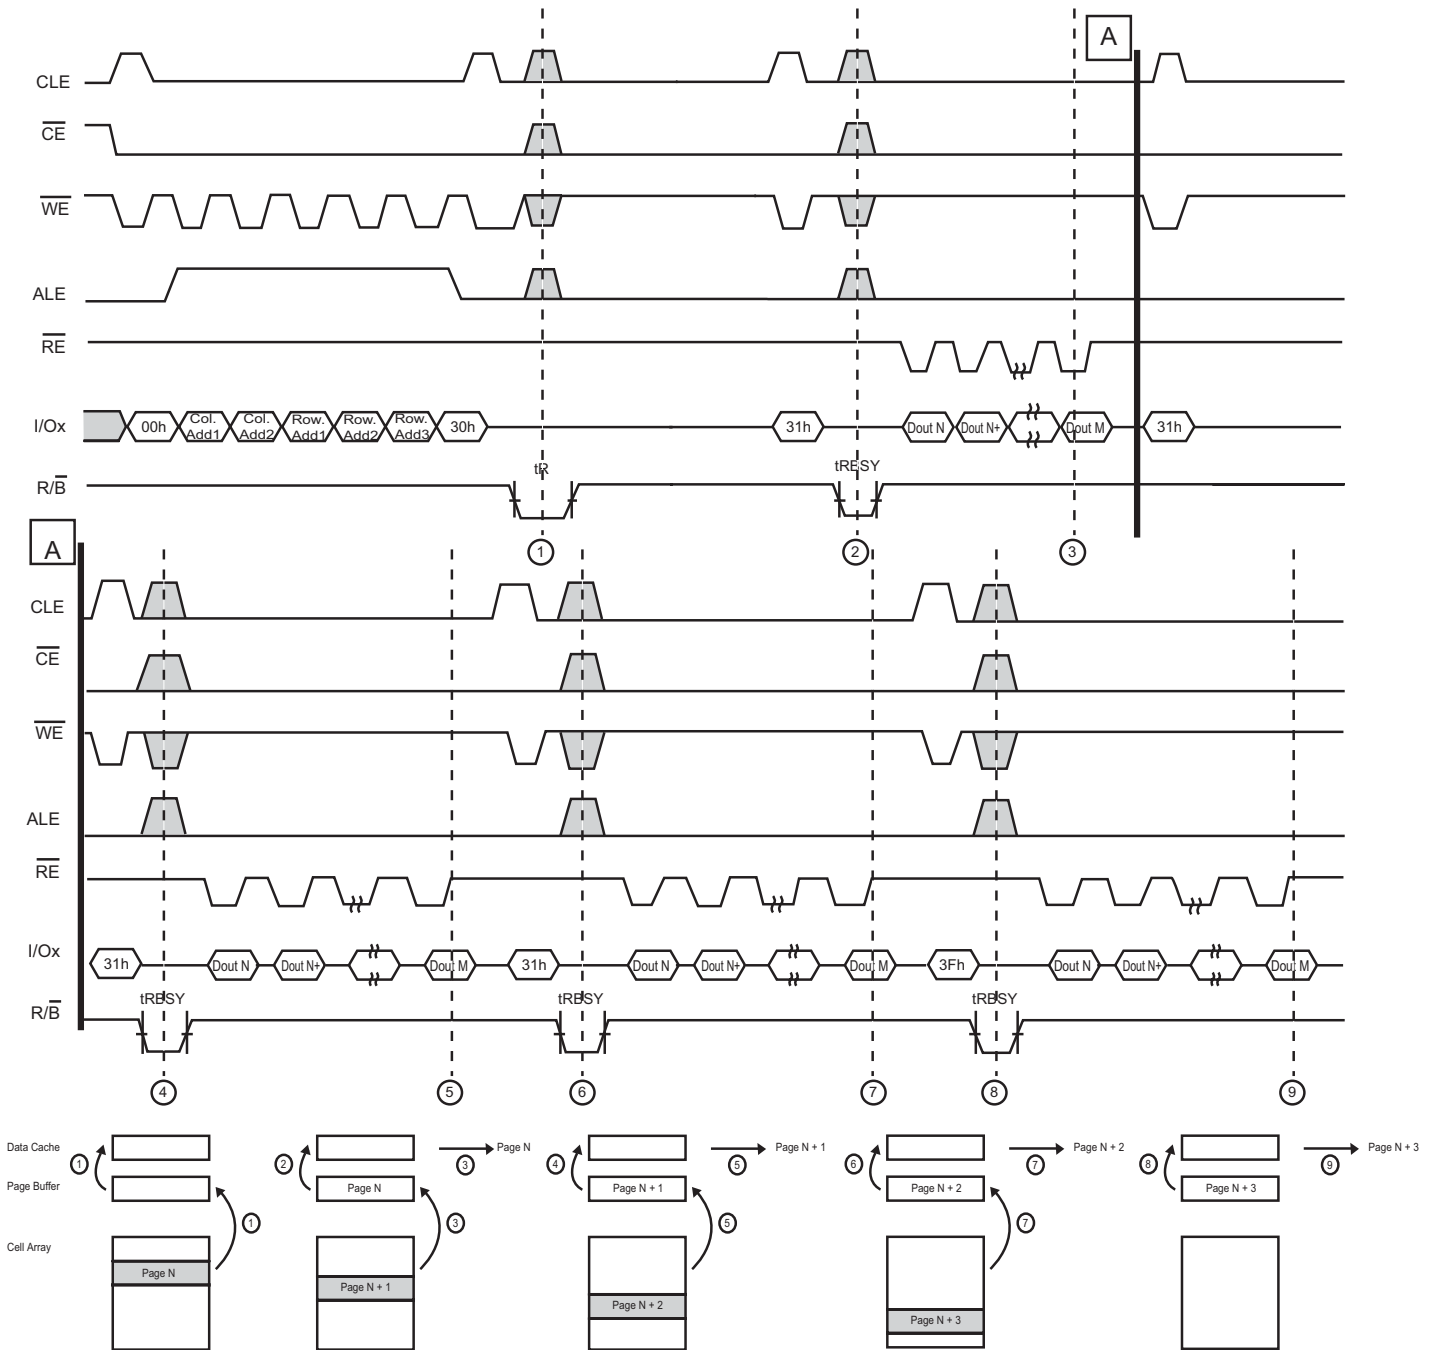 A
CLE
CE
WE
ALE
RE
I/Ox 00h Col. Add1 Col. Add2 Row. Add1 Row. Add2 Row. Add3 30h 31h Dout N Dout N+ Dout M 31h
tR tRBSY
R/B
1 2 3
A
CLE
CE
WE
ALE
RE
I/Ox 31h Dout N Dout N+ Dout M 31h Dout N Dout N+ Dout M 3Fh Dout N Dout N+ Dout M
tRBSY tRBSY tRBSY
R/B
4 5 6 7 8 9
Data Cache 1 2 3 Page N 4 5 Page N + 1 6 7 Page N + 2 8 9 Page N + 3
Page Buffer Page N Page N + 1 Page N + 2 Page N + 3
1 3 5 7
Cell Array
Page N
Page N + 1
Page N + 2
Page N + 3